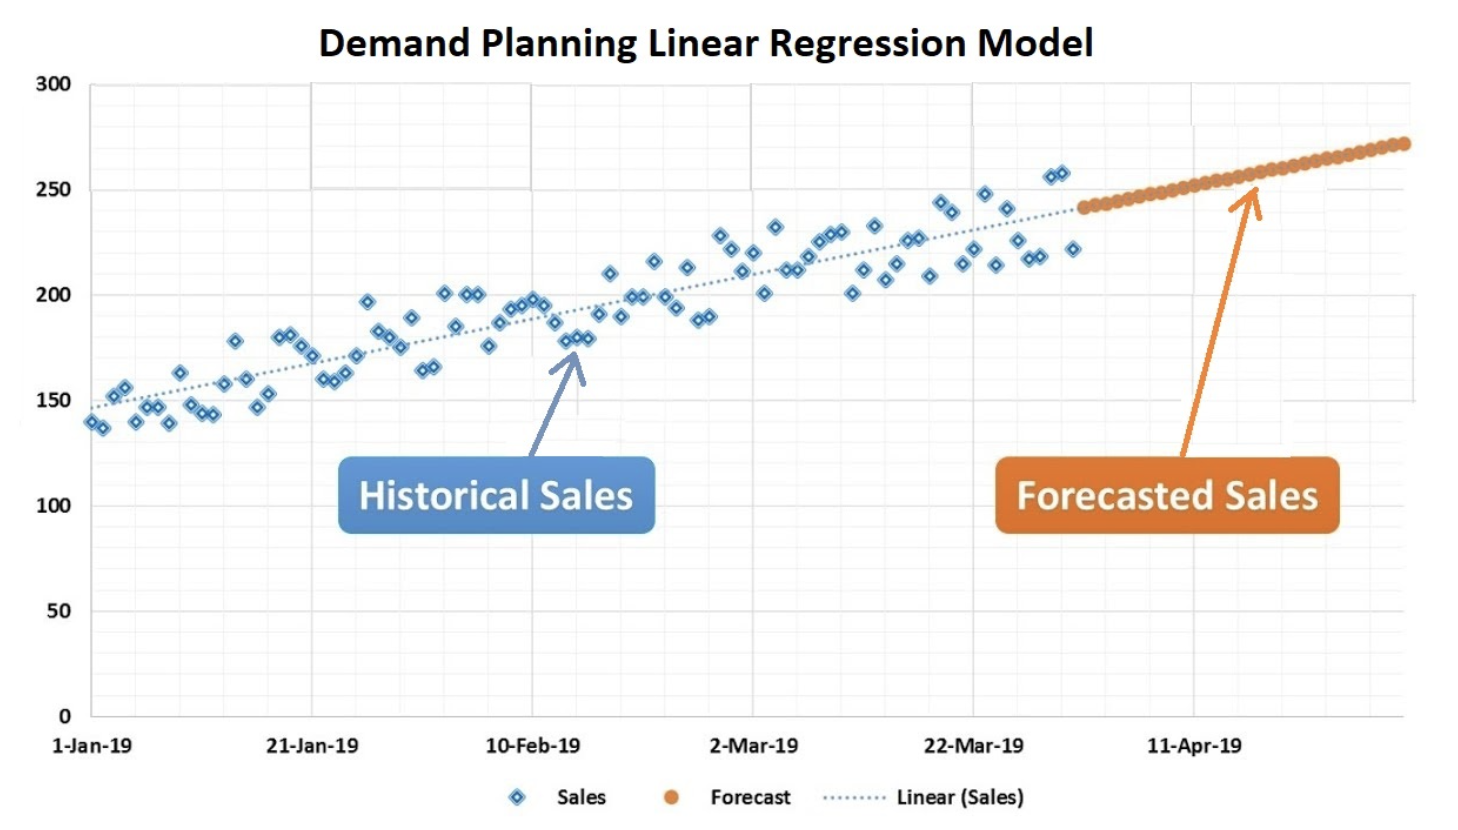 Demand Planning Linear Regression Model
300
250
200
150
100
50
0
Historical Sales
Forecasted Sales
1-Jan-19 21-Jan-19 10-Feb-19 2-Mar-19 22-Mar-19 11-Apr-19
Sales Forecast Linear (Sales)